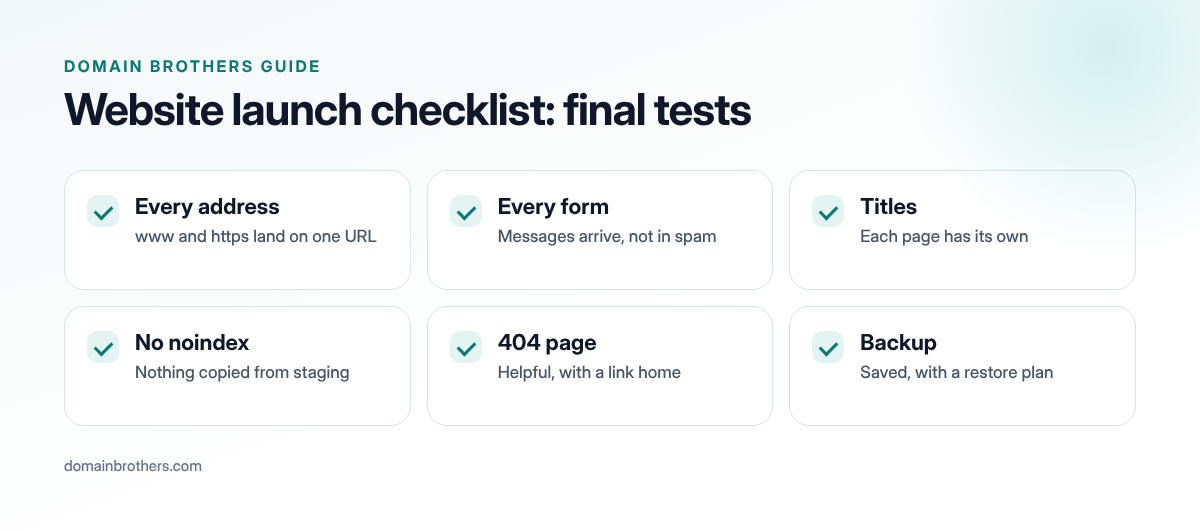 DOMAIN BROTHERS GUIDE
Website launch checklist: final tests
Every address
www and https land on one URL
Every form
Messages arrive, not in spam
Titles
Each page has its own
No noindex
Nothing copied from staging
404 page
Helpful, with a link home
Backup
Saved, with a restore plan
domainbrothers.com